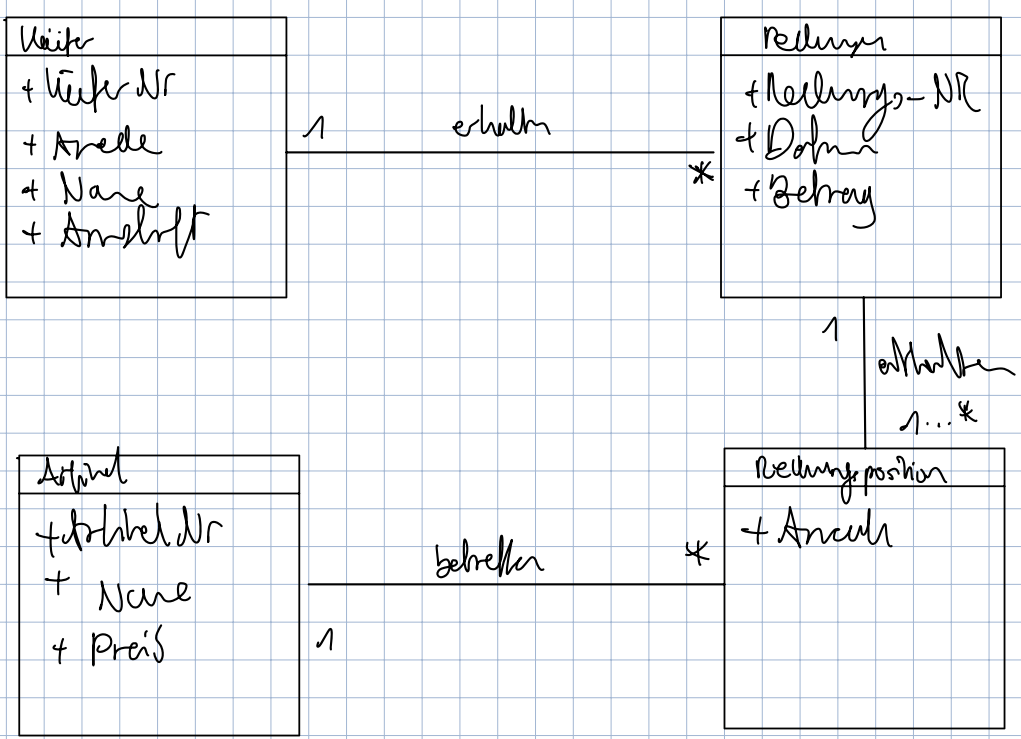 Käufer
+ Käufer Nr
+ Anrede
+ Name
+ Anschrift
1
erhalten
*
Rechnungen
+ Rechnungs-NR
+ Datum
+ Betrag
1
enthalten
1...*
Artikel
+ Artikel Nr
+ Name
+ Preis
1
betreffen
*
Rechnungsposition
+ Anzahl